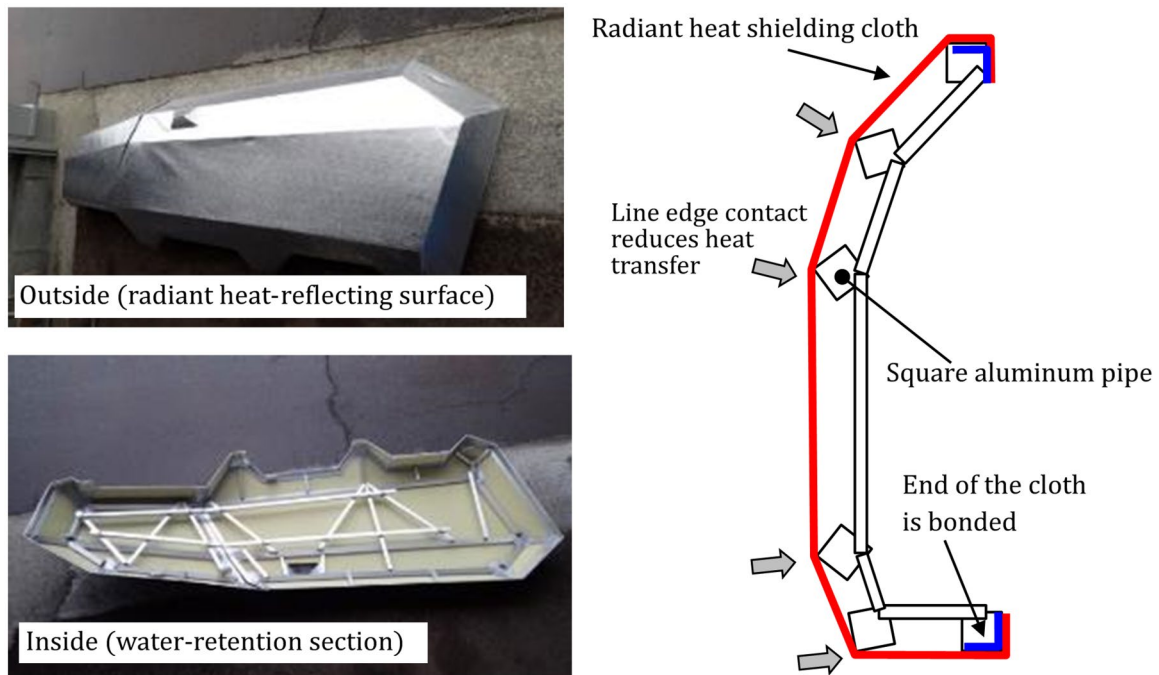 Outside (radiant heat-reflecting surface)
Inside (water-retention section)
Radiant heat shielding cloth
Line edge contact
reduces heat
transfer
Square aluminum pipe
End of the cloth
is bonded